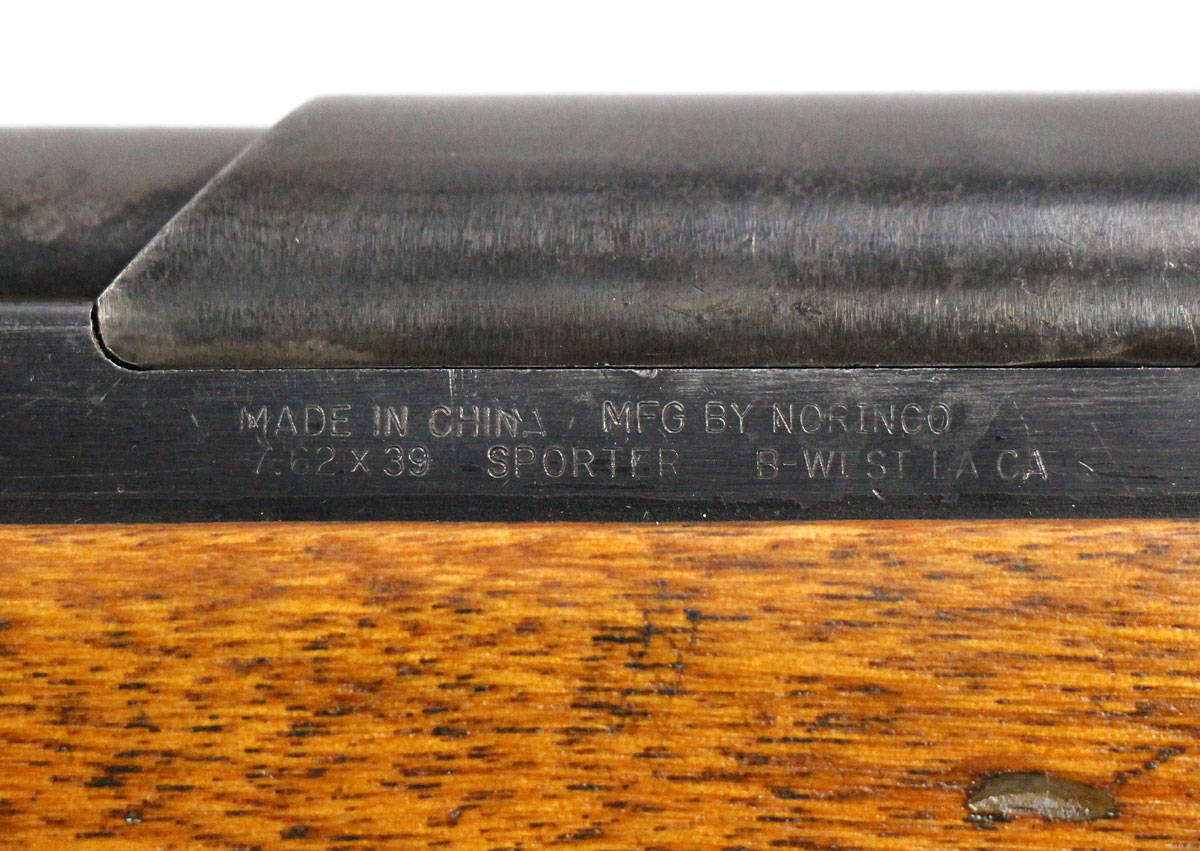 MADE IN CHINA MFG BY NORINCO
7.62 x 39 SPORTER B-WEST LA CA